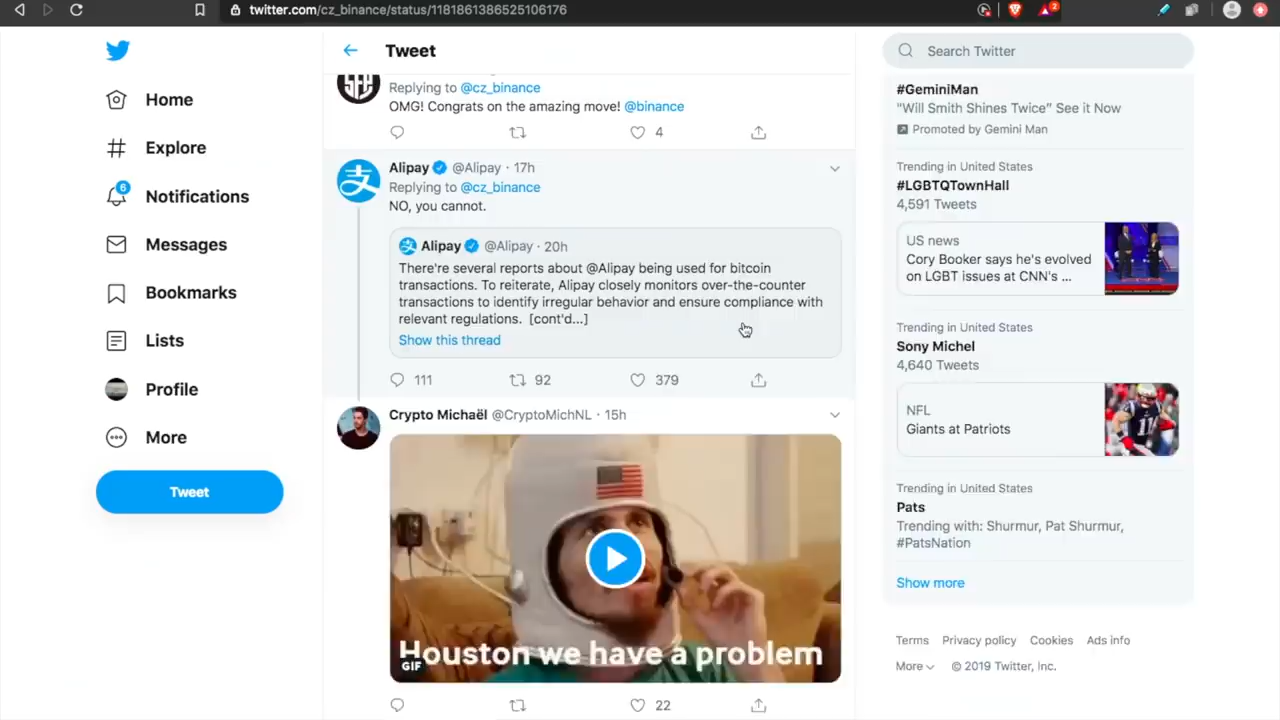 twitter.com/cz_binance/status/1181861386525106176
2
Tweet
Search Twitter
Home
Explore
6
Notifications
Messages
Bookmarks
Lists
Profile
More
Tweet
Replying to @cz_binance
OMG! Congrats on the amazing move! @binance
4
支
Alipay @Alipay · 17h
Replying to @cz_binance
NO, you cannot.
支
Alipay @Alipay · 20h
There're several reports about @Alipay being used for bitcoin
transactions. To reiterate, Alipay closely monitors over-the-counter
transactions to identify irregular behavior and ensure compliance with
relevant regulations. [cont'd...]
Show this thread
111
92
379
Crypto Michaël @CryptoMichNL · 15h
Houston we have a problem
GIF
22
#GeminiMan
"Will Smith Shines Twice" See it Now
Promoted by Gemini Man
Trending in United States
#LGBTQTownHall
4,591 Tweets
US news
Cory Booker says he's evolved
on LGBT issues at CNN's ...
Trending in United States
Sony Michel
4,640 Tweets
NFL
Giants at Patriots
Trending in United States
Pats
Trending with: Shurmur, Pat Shurmur,
#PatsNation
Show more
Terms Privacy policy Cookies Ads info
More © 2019 Twitter, Inc.